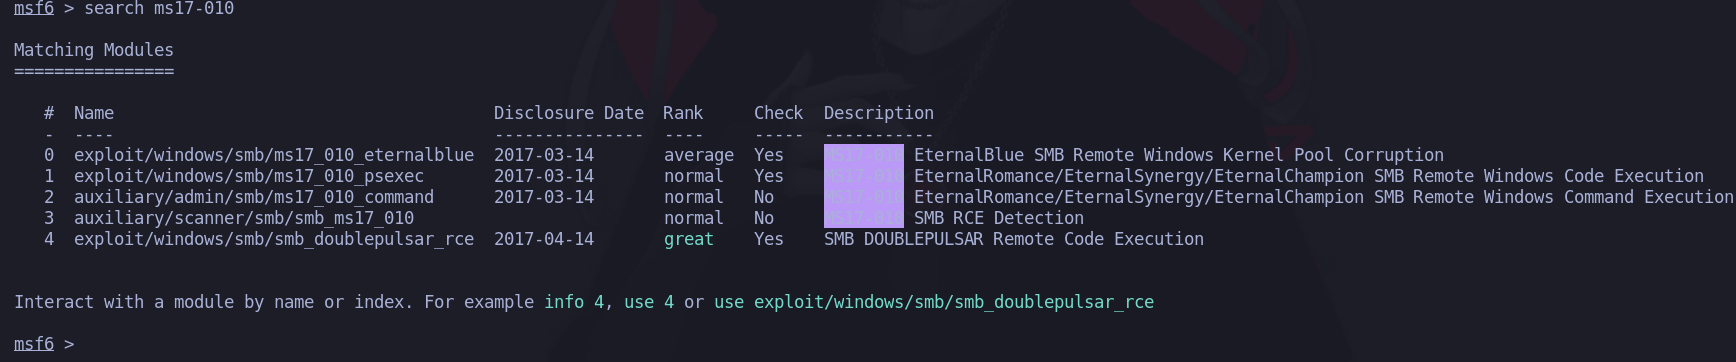 msf6 > search ms17-010
Matching Modules
================
# Name Disclosure Date Rank Check Description
- ---- --------------- ---- ----- -----------
0 exploit/windows/smb/ms17_010_eternalblue 2017-03-14 average Yes MS17-010 EternalBlue SMB Remote Windows Kernel Pool Corruption
1 exploit/windows/smb/ms17_010_psexec 2017-03-14 normal Yes MS17-010 EternalRomance/EternalSynergy/EternalChampion SMB Remote Windows Code Execution
2 auxiliary/admin/smb/ms17_010_command 2017-03-14 normal No MS17-010 EternalRomance/EternalSynergy/EternalChampion SMB Remote Windows Command Execution
3 auxiliary/scanner/smb/smb_ms17_010 normal No MS17-010 SMB RCE Detection
4 exploit/windows/smb/smb_doublepulsar_rce 2017-04-14 great Yes SMB DOUBLEPULSAR Remote Code Execution
Interact with a module by name or index. For example info 4, use 4 or use exploit/windows/smb/smb_doublepulsar_rce
msf6 >